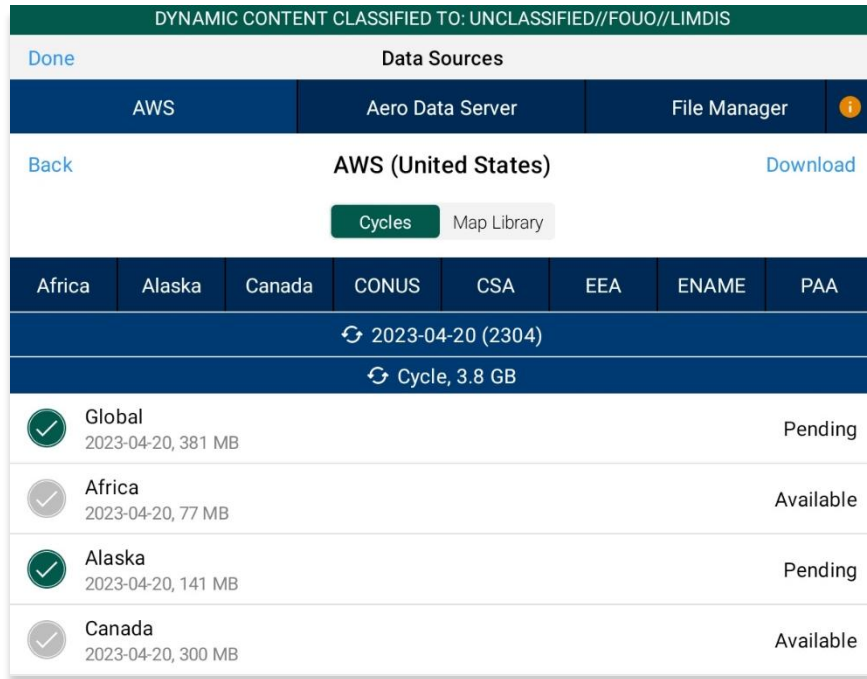 DYNAMIC CONTENT CLASSIFIED TO: UNCLASSIFIED//FOUO//LIMDIS
Done Data Sources
AWS Aero Data Server File Manager i
Back AWS (United States) Download
Cycles Map Library
Africa Alaska Canada CONUS CSA EEA ENAME PAA
2023-04-20 (2304)
Cycle, 3.8 GB
Global
2023-04-20, 381 MB
Pending
Africa
2023-04-20, 77 MB
Available
Alaska
2023-04-20, 141 MB
Pending
Canada
2023-04-20, 300 MB
Available